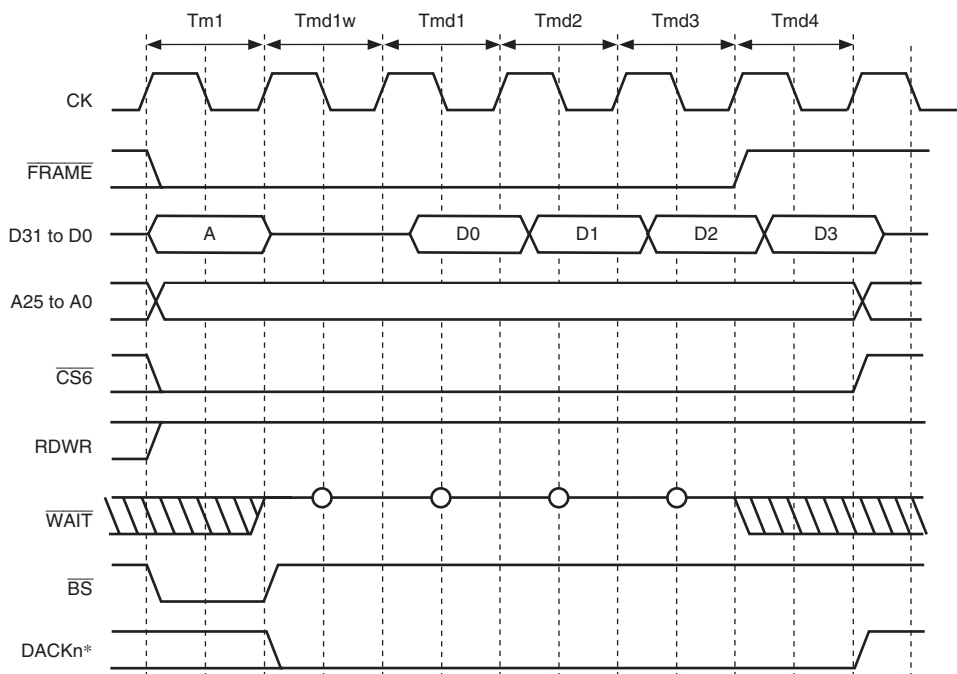 Tm1 Tmd1w Tmd1 Tmd2 Tmd3 Tmd4
CK
FRAME
D31 to D0 A D0 D1 D2 D3
A25 to A0
CS6
RDWR
WAIT
BS
DACKn*